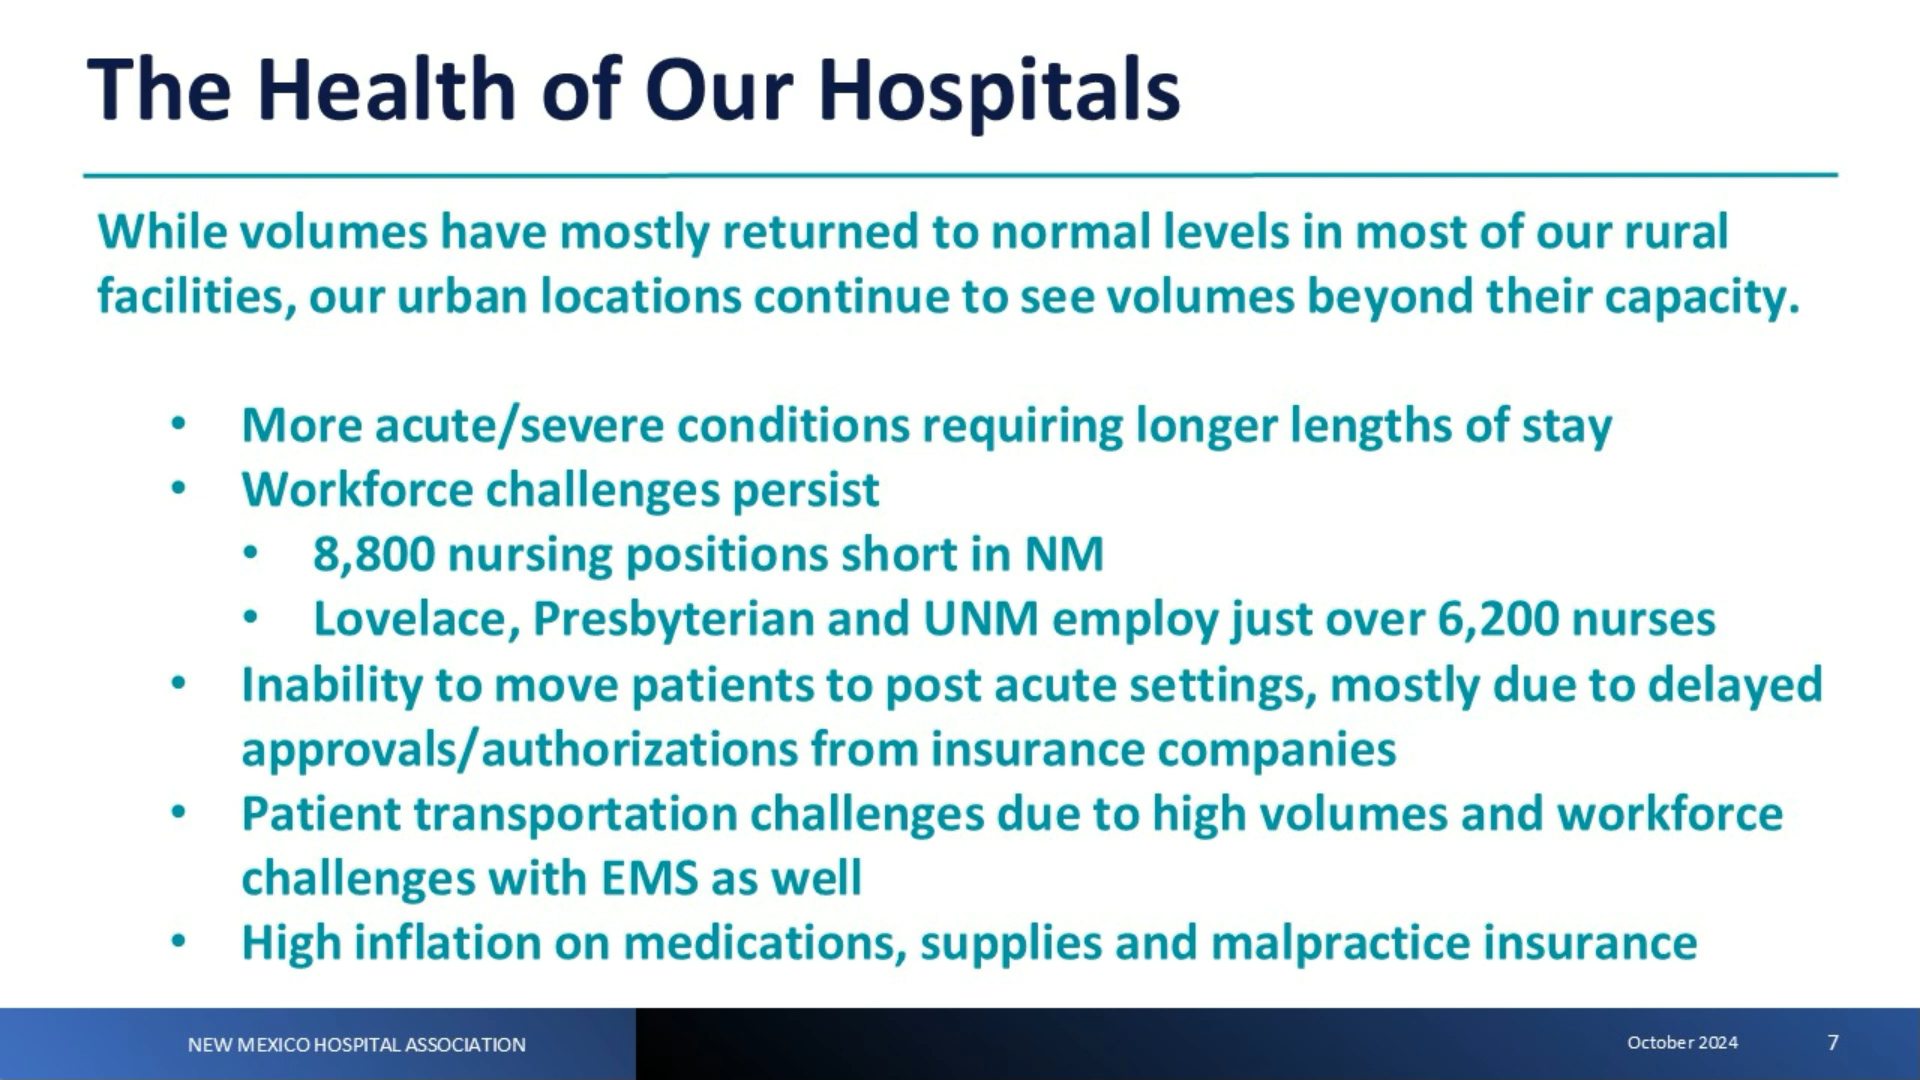 The Health of Our Hospitals
While volumes have mostly returned to normal levels in most of our rural
facilities, our urban locations continue to see volumes beyond their capacity.
• More acute/severe conditions requiring longer lengths of stay
• Workforce challenges persist
• 8,800 nursing positions short in NM
• Lovelace, Presbyterian and UNM employ just over 6,200 nurses
• Inability to move patients to post acute settings, mostly due to delayed
approvals/authorizations from insurance companies
• Patient transportation challenges due to high volumes and workforce
challenges with EMS as well
• High inflation on medications, supplies and malpractice insurance
NEW MEXICO HOSPITAL ASSOCIATION
October 2024
7